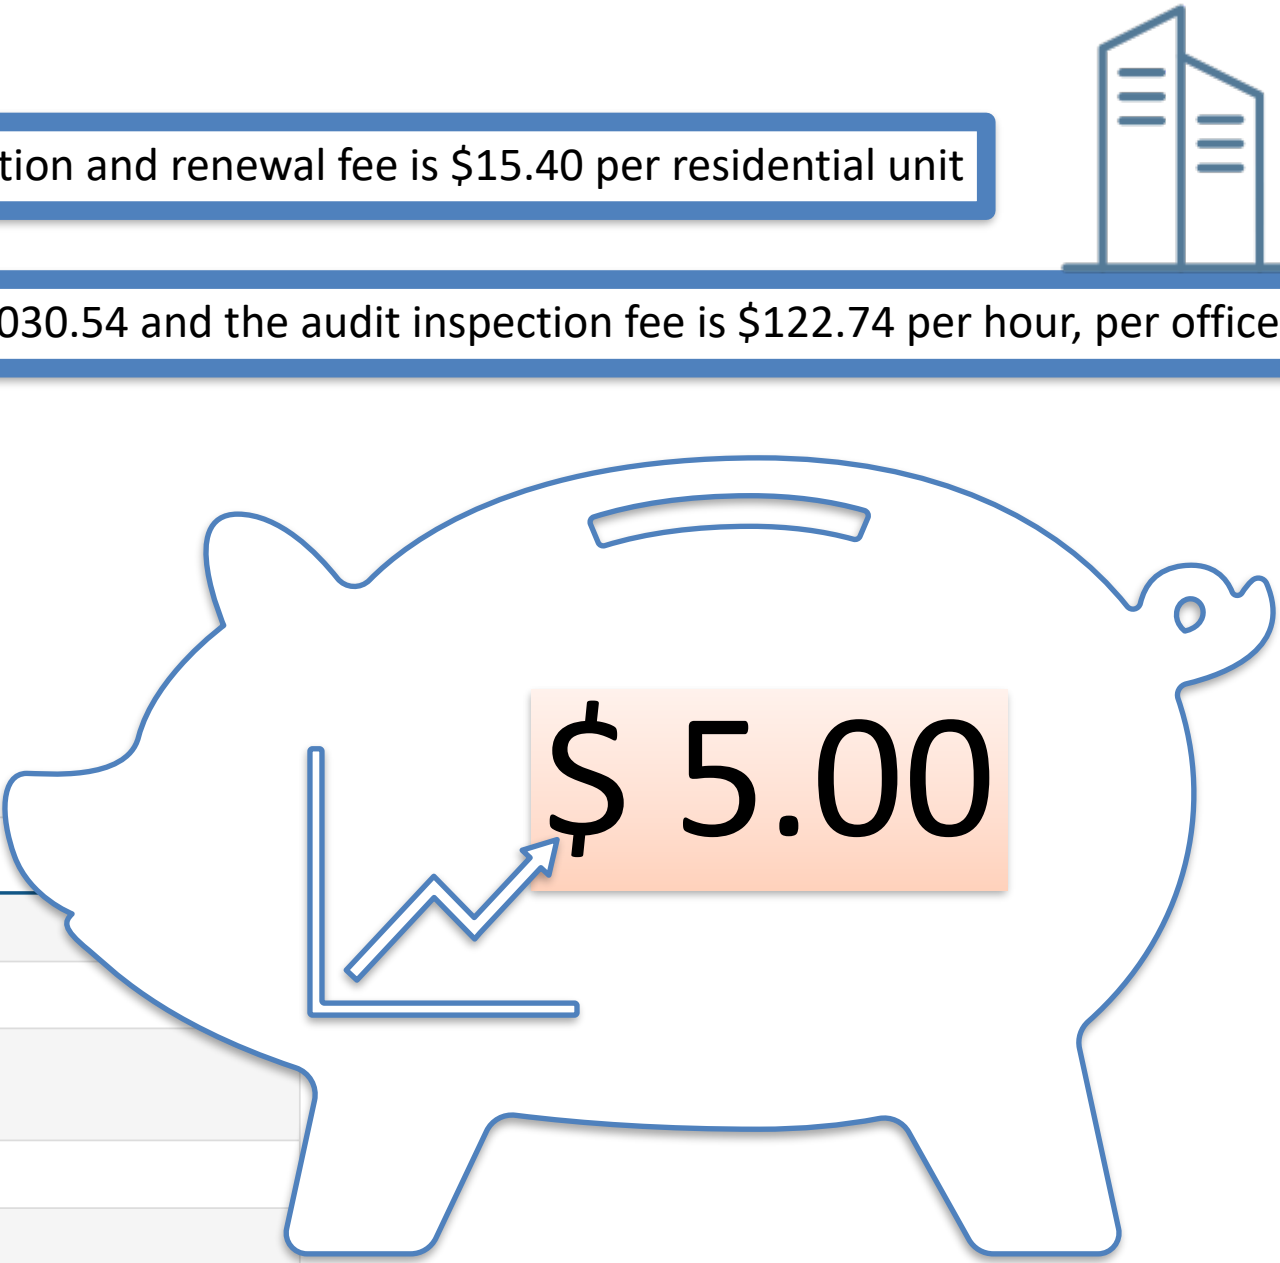 tion and renewal fee is $15.40 per residential unit
030.54 and the audit inspection fee is $122.74 per hour, per office
$ 5.00